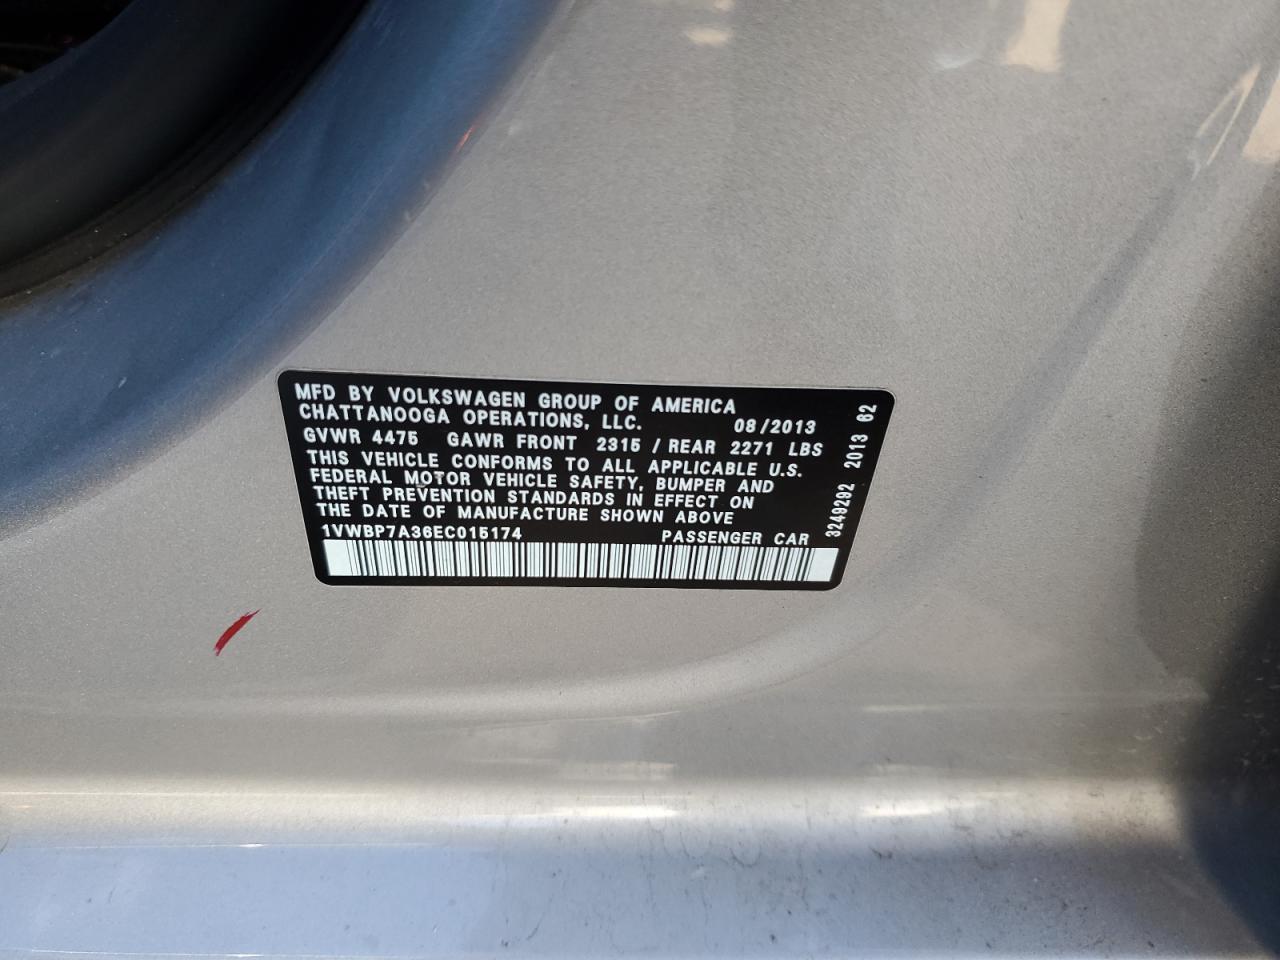 MFD BY VOLKSWAGEN GROUP OF AMERICA
CHATTANOOGA OPERATIONS, LLC. 08/2013
GVWR 4475 GAWR FRONT 2315 / REAR 2271 LBS
THIS VEHICLE CONFORMS TO ALL APPLICABLE U.S.
FEDERAL MOTOR VEHICLE SAFETY, BUMPER AND
THEFT PREVENTION STANDARDS IN EFFECT ON
THE DATE OF MANUFACTURE SHOWN ABOVE
1VWBP7A36EC015174 PASSENGER CAR
3249292 2013 62